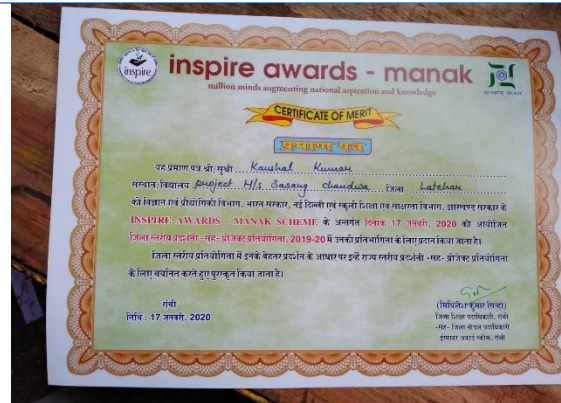 inspire
inspire awards - manak
million minds augmenting national aspiration and knowledge
CERTIFICATE OF MERIT
प्रमाण पत्र
यह प्रमाण पत्र श्री/सुश्री Kaushal Kumar
संस्थान/विद्यालय project H/s Sasang chandwa जिला Latehar
को विज्ञान एवं प्रौद्योगिकी विभाग, भारत सरकार, नई दिल्ली एवं स्कूली शिक्षा एवं साक्षरता विभाग, झारखण्ड सरकार के
INSPIRE AWARDS - MANAK SCHEME के अन्तर्गत दिनांक 17 जनवरी, 2020 को आयोजित
जिला स्तरीय प्रदर्शनी -सह- प्रोजेक्ट प्रतियोगिता, 2019-20 में उनकी प्रतिभागिता के लिए प्रदान किया जाता है।
जिला स्तरीय प्रतियोगिता में इनके बेहतर प्रदर्शन के आधार पर इन्हें राज्य स्तरीय प्रदर्शनी -सह- प्रोजेक्ट प्रतियोगिता
के लिए चयनित करते हुए पुरस्कृत किया जाता है।
रांची
तिथि : 17 जनवरी, 2020
(मिथिलेश कुमार सिन्हा)
जिला शिक्षा पदाधिकारी, रांची
-सह- जिला नोडल पदाधिकारी
ईंस्पायर अवार्ड स्कीम, रांची